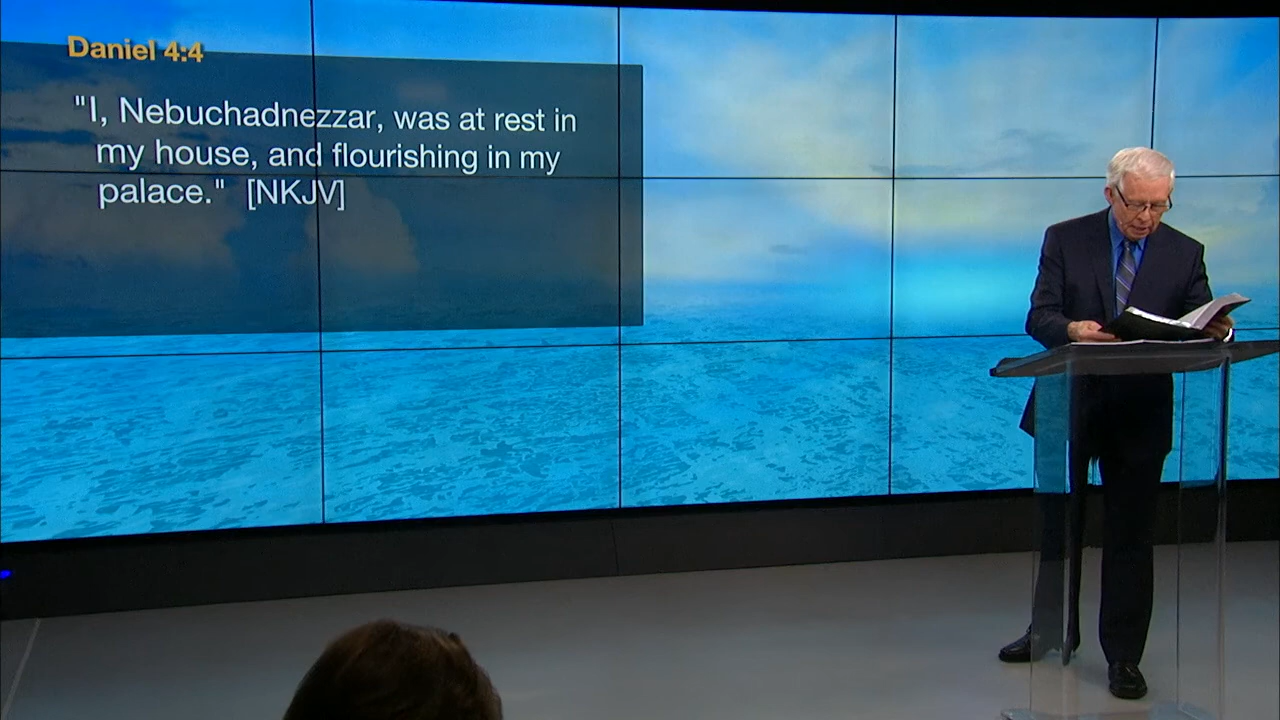 Daniel 4:4
"I, Nebuchadnezzar, was at rest in
my house, and flourishing in my
palace." [NKJV]